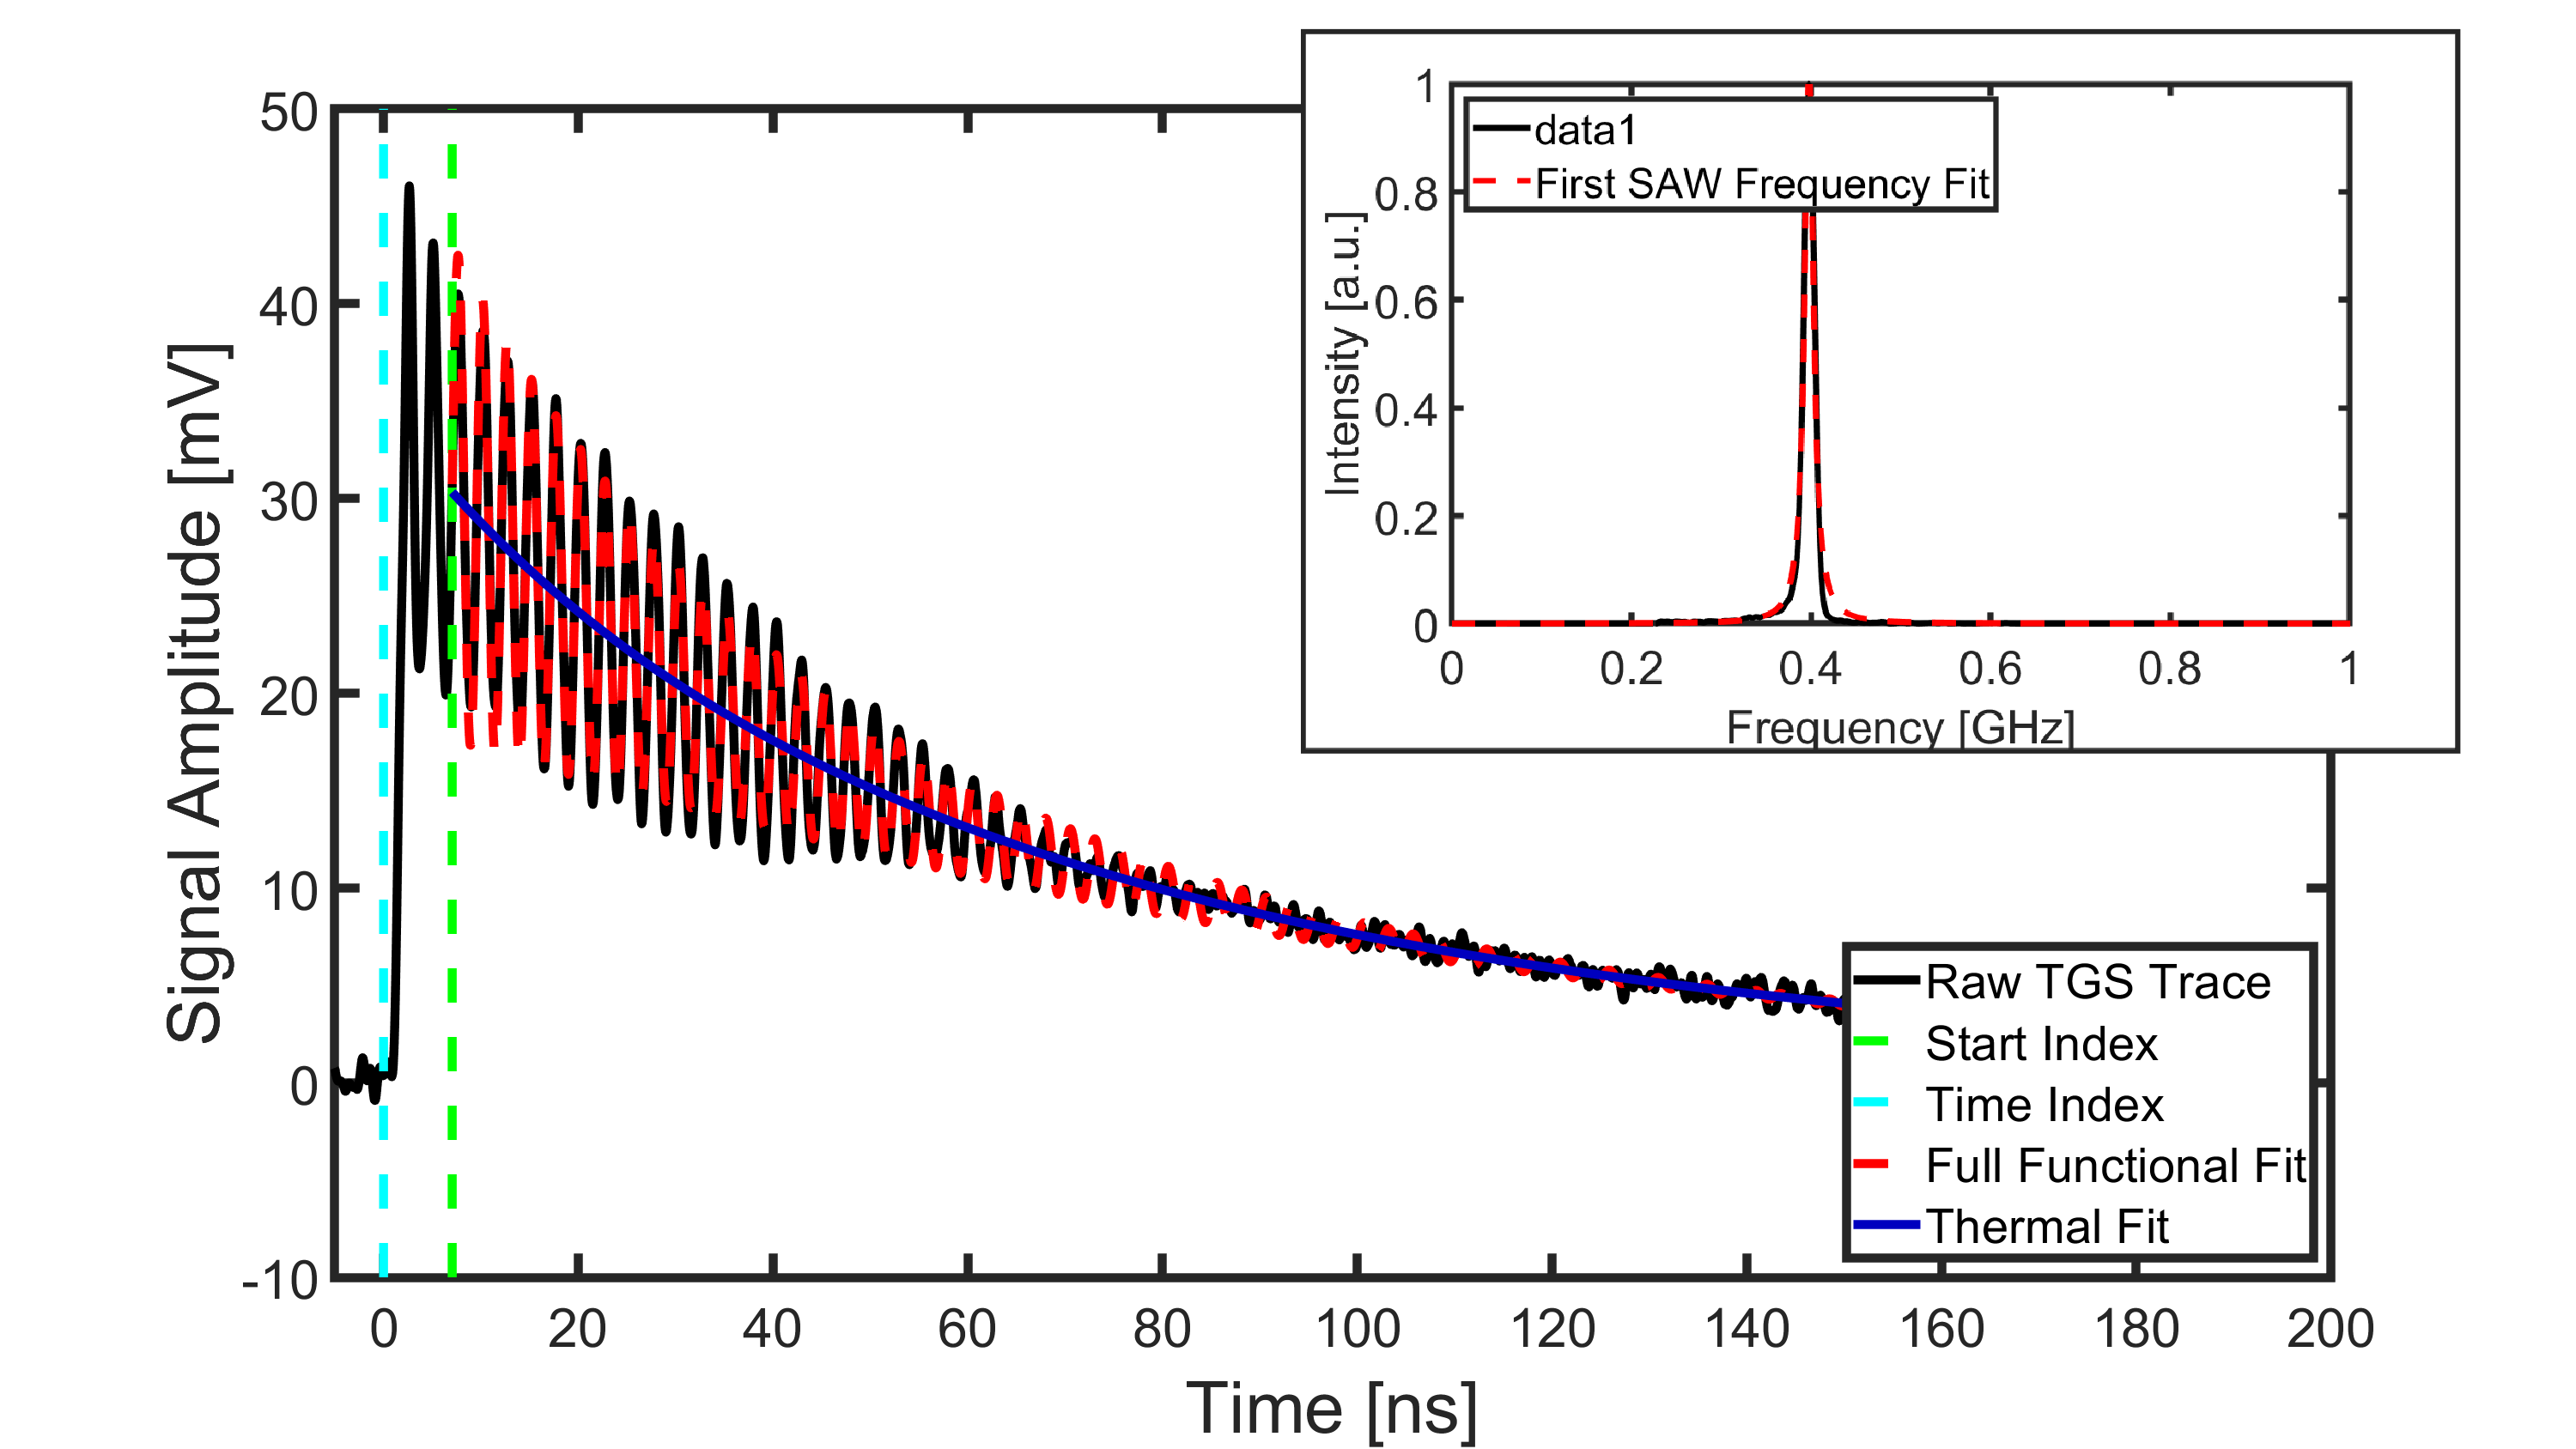 50
40
30
20
10
0
-10
Signal Amplitude [mV]
0 20 40 60 80 100 120 140 160 180 200
Time [ns]
1
0.8
0.6
0.4
0.2
0
Intensity [a.u.]
data1
First SAW Frequency Fit
0 0.2 0.4 0.6 0.8 1
Frequency [GHz]
Raw TGS Trace
Start Index
Time Index
Full Functional Fit
Thermal Fit